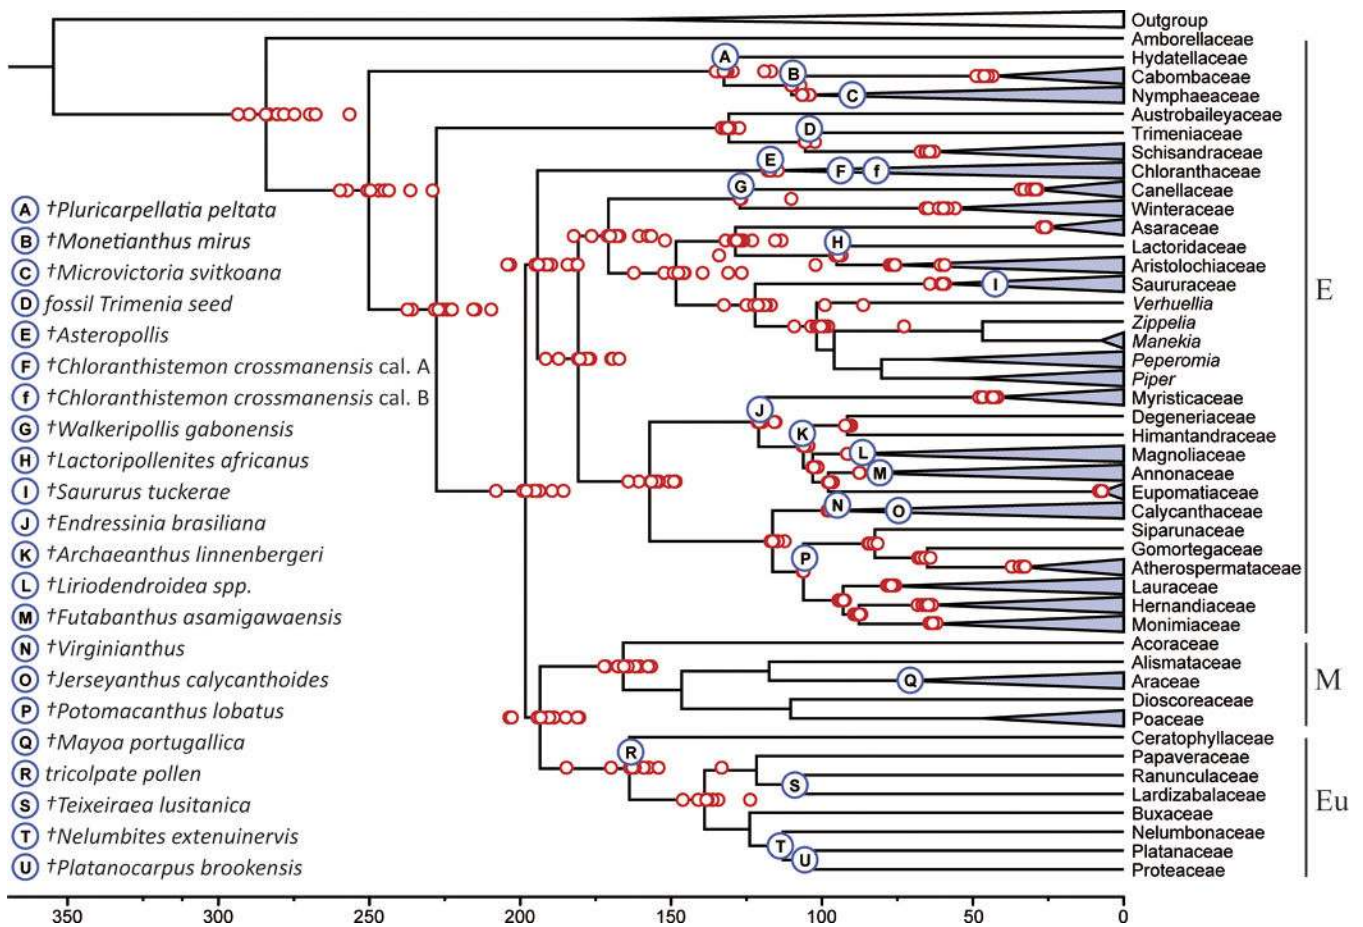 Outgroup
Amborellaceae
Hydatellaceae
Cabombaceae
Nymphaeaceae
Austrobaileyaceae
Trimeniaceae
Schisandraceae
Chloranthaceae
Canellaceae
Winteraceae
Asaraceae
Lactoridaceae
Aristolochiaceae
Saururaceae
Verhuellia
Zippelia
Manekia
Peperomia
Piper
Myristicaceae
Degeneriaceae
Himantandraceae
Magnoliaceae
Annonaceae
Eupomatiaceae
Calycanthaceae
Siparunaceae
Gomortegaceae
Atherospermataceae
Lauraceae
Hernandiaceae
Monimiaceae
Acoraceae
Alismataceae
Araceae
Dioscoreaceae
Poaceae
Ceratophyllaceae
Papaveraceae
Ranunculaceae
Lardizabalaceae
Buxaceae
Nelumbonaceae
Platanaceae
Proteaceae
E
M
Eu
A
B
C
D
E
F f
G
H
I
J
K
L
M
N O
P
Q
R
S
T
U
A †Pluricarpellatia peltata
B †Monetianthus mirus
C †Microvictoria svitkoana
D fossil Trimenia seed
E †Asteropollis
F †Chloranthistemon crossmanensis cal. A
f †Chloranthistemon crossmanensis cal. B
G †Walkeripollis gabonensis
H †Lactoripollenites africanus
I †Saururus tuckerae
J †Endressinia brasiliana
K †Archaeanthus linnenbergeri
L †Liriodendroidea spp.
M †Futabanthus asamigawaensis
N †Virginianthus
O †Jerseyanthus calycanthoides
P †Potomacanthus lobatus
Q †Mayoa portugallica
R tricolpate pollen
S †Teixeiraea lusitanica
T †Nelumbites extenuinervis
U †Platanocarpus brookensis
350 300 250 200 150 100 50 0